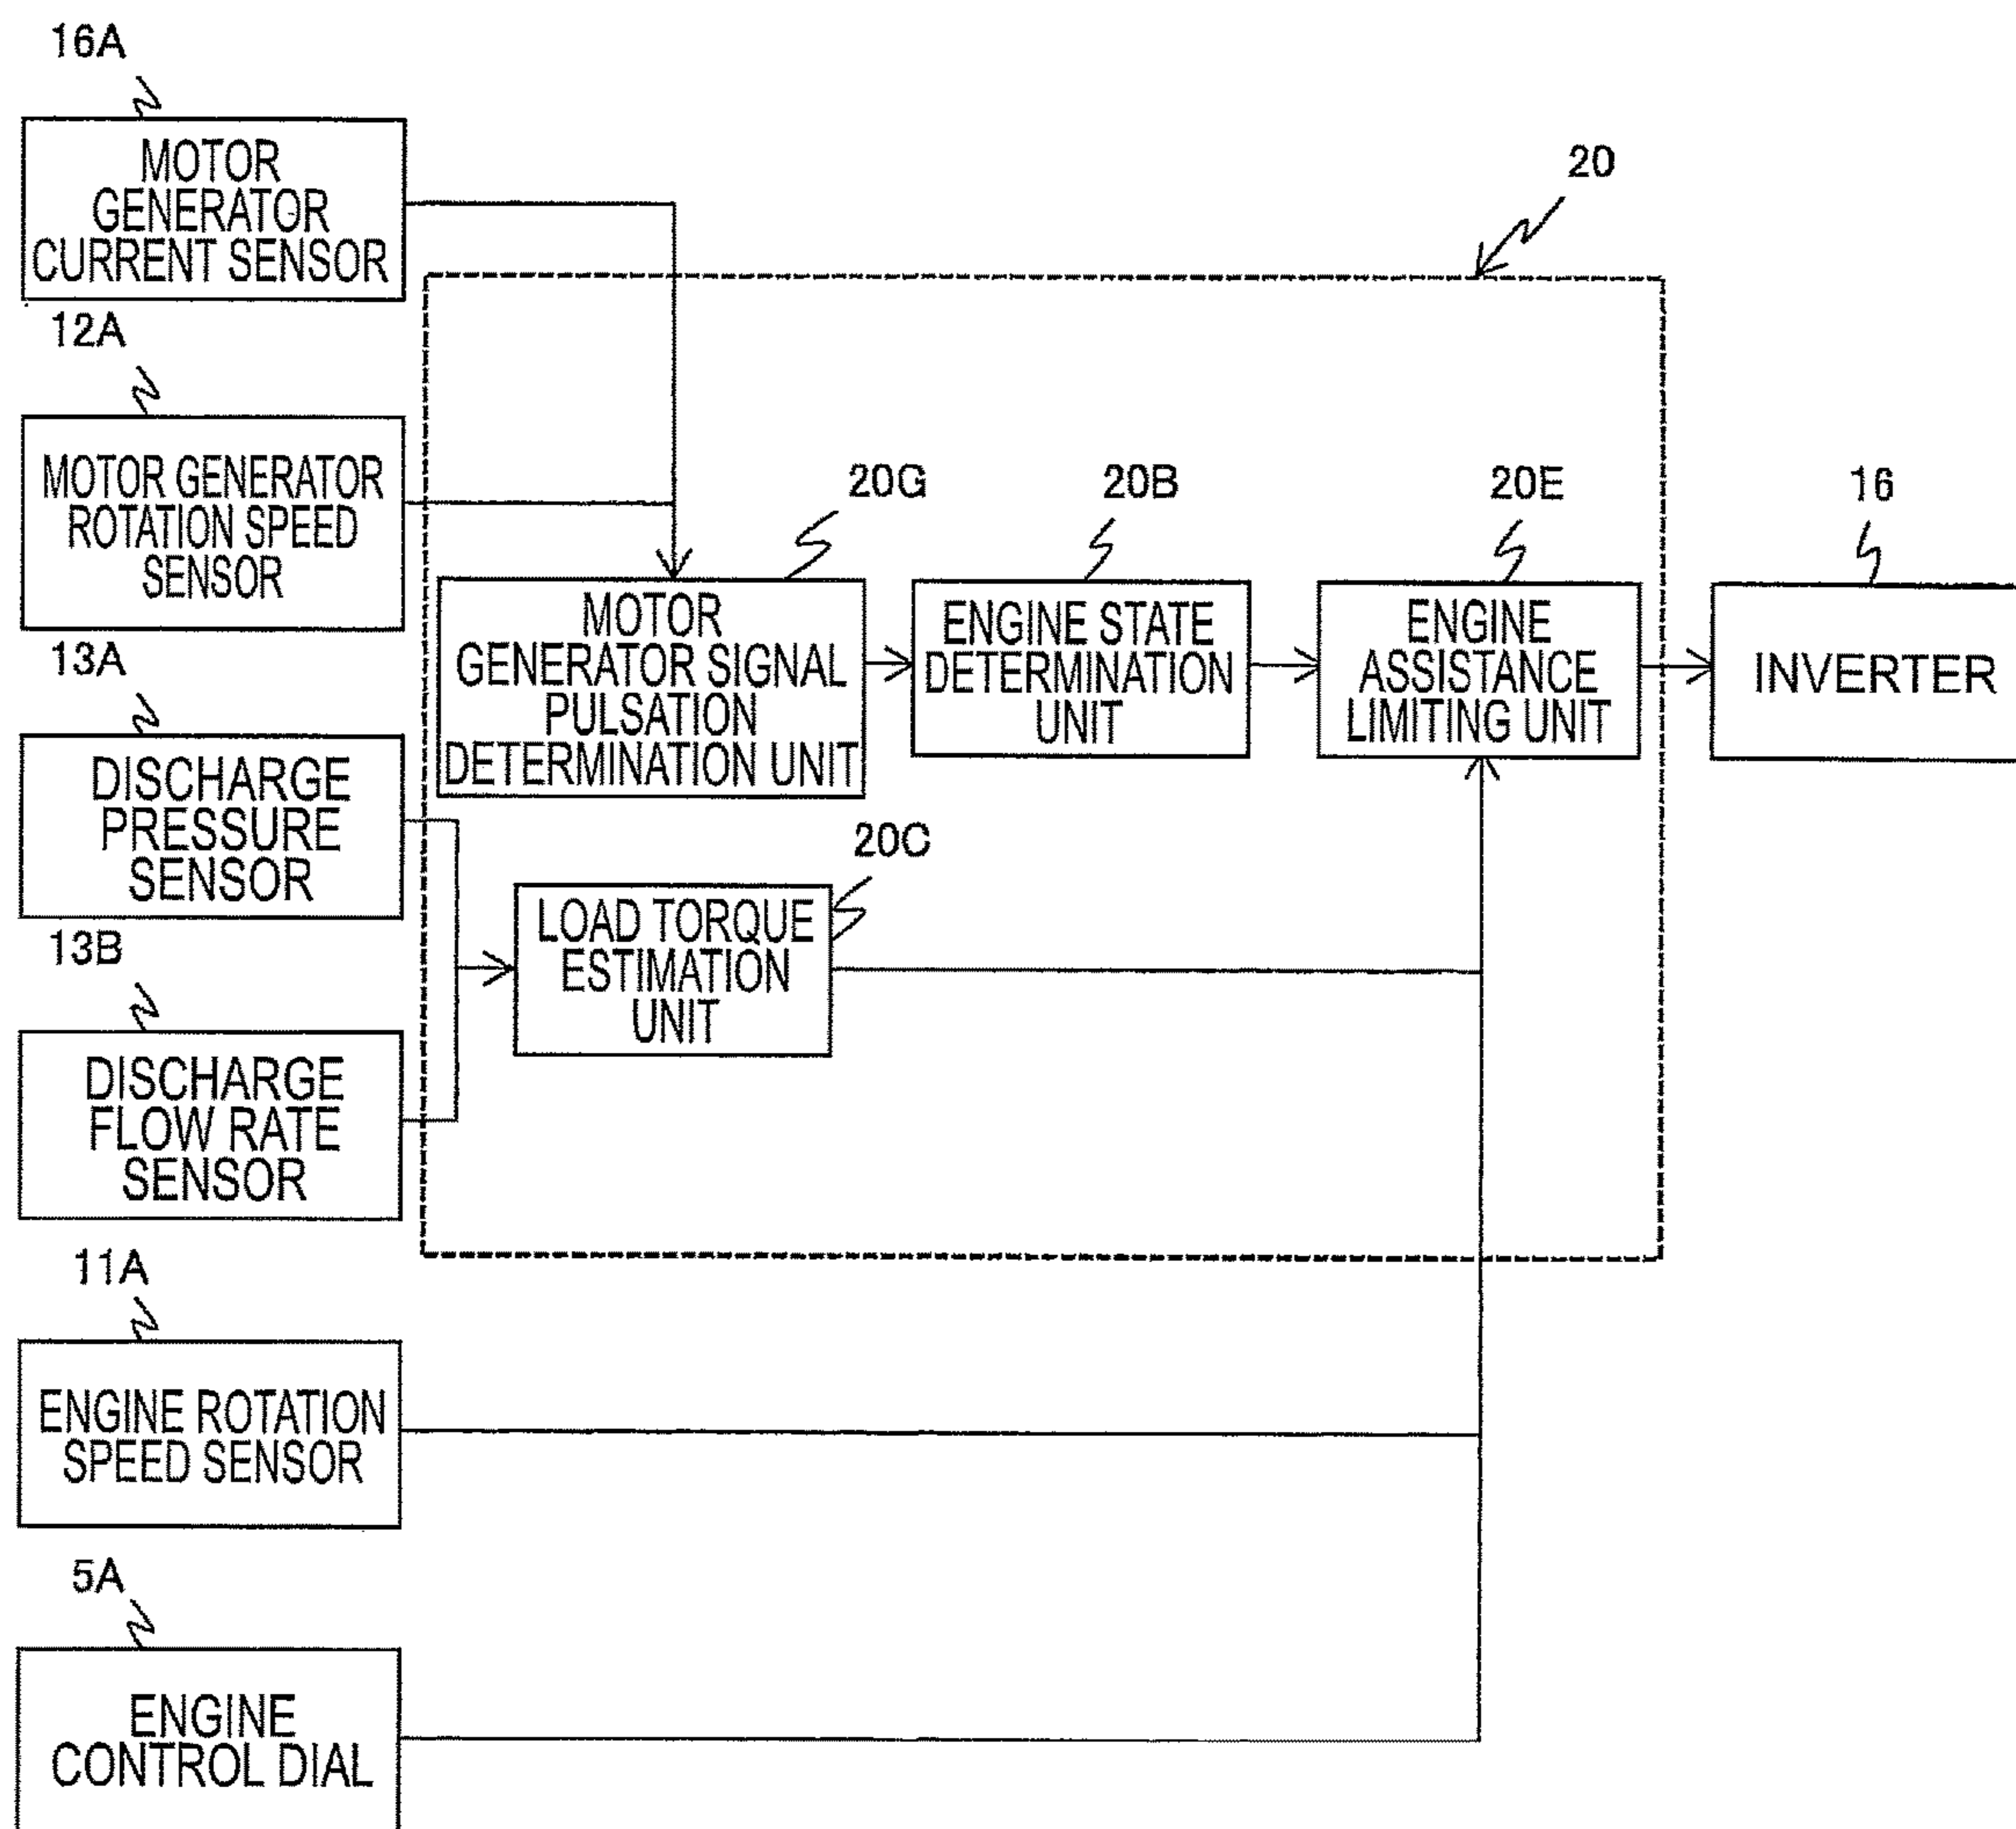 16A
MOTOR
GENERATOR
CURRENT SENSOR
20
12A
MOTOR GENERATOR
ROTATION SPEED
SENSOR
20G
20B
20E
16
MOTOR
GENERATOR SIGNAL
PULSATION
DETERMINATION UNIT
ENGINE STATE
DETERMINATION
UNIT
ENGINE
ASSISTANCE
LIMITING UNIT
INVERTER
13A
DISCHARGE
PRESSURE
SENSOR
20C
LOAD TORQUE
ESTIMATION
UNIT
13B
DISCHARGE
FLOW RATE
SENSOR
11A
ENGINE ROTATION
SPEED SENSOR
5A
ENGINE
CONTROL DIAL